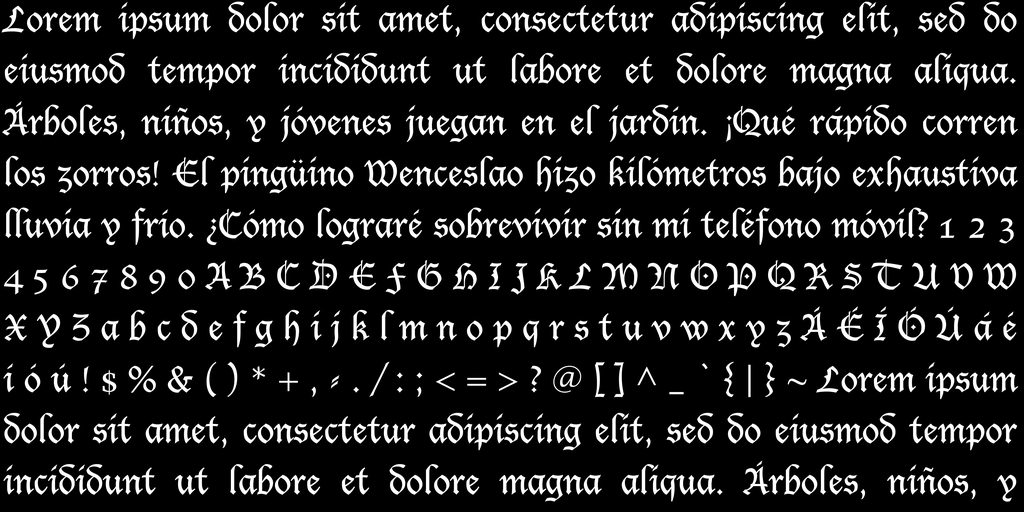 Lorem ipsum dolor sit amet, consectetur adipiscing elit, sed do
eiusmod tempor incididunt ut labore et dolore magna aliqua.
Árboles, niños, y jóvenes juegan en el jardín. ¡Qué rápido corren
los zorros! El pingüino Wenceslao hizo kilómetros bajo exhaustiva
lluvia y frío. ¿Cómo lograré sobrevivir sin mi teléfono móvil? 1 2 3
4 5 6 7 8 9 0 A B C D E F G H I J K L M N O P Q R S T U V W
X Y Z a b c d e f g h i j k l m n o p q r s t u v w x y z Á É Í Ó Ú á é
í ó ú ! $ % & ( ) * + , - . / : ; < = > ? @ [ ] ^ _ ` { | } ~ Lorem ipsum
dolor sit amet, consectetur adipiscing elit, sed do eiusmod tempor
incididunt ut labore et dolore magna aliqua. Árboles, niños, y